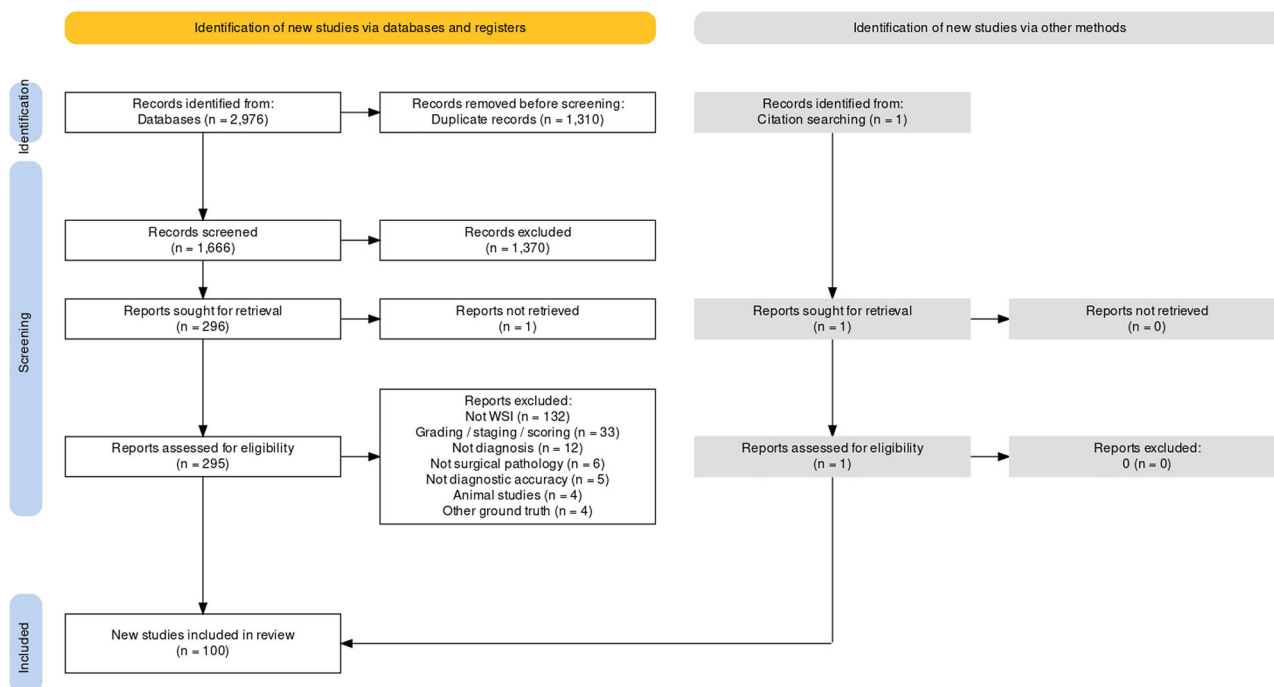 Identification of new studies via databases and registers
Identification of new studies via other methods
Identification
Records identified from:
Databases (n = 2,976)
Records removed before screening:
Duplicate records (n = 1,310)
Records identified from:
Citation searching (n = 1)
Screening
Records screened
(n = 1,666)
Records excluded
(n = 1,370)
Reports sought for retrieval
(n = 296)
Reports not retrieved
(n = 1)
Reports sought for retrieval
(n = 1)
Reports not retrieved
(n = 0)
Reports assessed for eligibility
(n = 295)
Reports excluded:
Not WSI (n = 132)
Grading / staging / scoring (n = 33)
Not diagnosis (n = 12)
Not surgical pathology (n = 6)
Not diagnostic accuracy (n = 5)
Animal studies (n = 4)
Other ground truth (n = 4)
Reports assessed for eligibility
(n = 1)
Reports excluded:
0 (n = 0)
Included
New studies included in review
(n = 100)